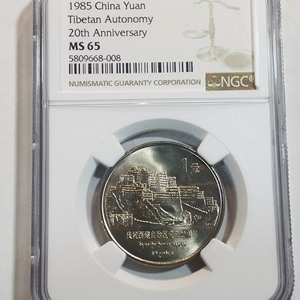 1985 China Yuan
Tibetan Autonomy
20th Anniversary
MS 65
5809668-008
NUMISMATIC GUARANTY CORPORATION
NGC
1元